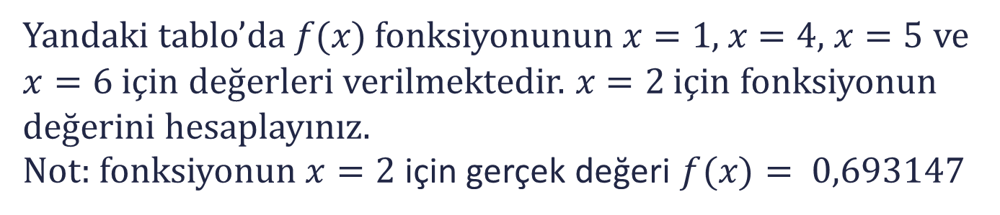 Yandaki tablo’da f(x) fonksiyonunun x = 1, x = 4, x = 5 ve
x = 6 için değerleri verilmektedir. x = 2 için fonksiyonun
değerini hesaplayınız.
Not: fonksiyonun x = 2 için gerçek değeri f(x) = 0,693147